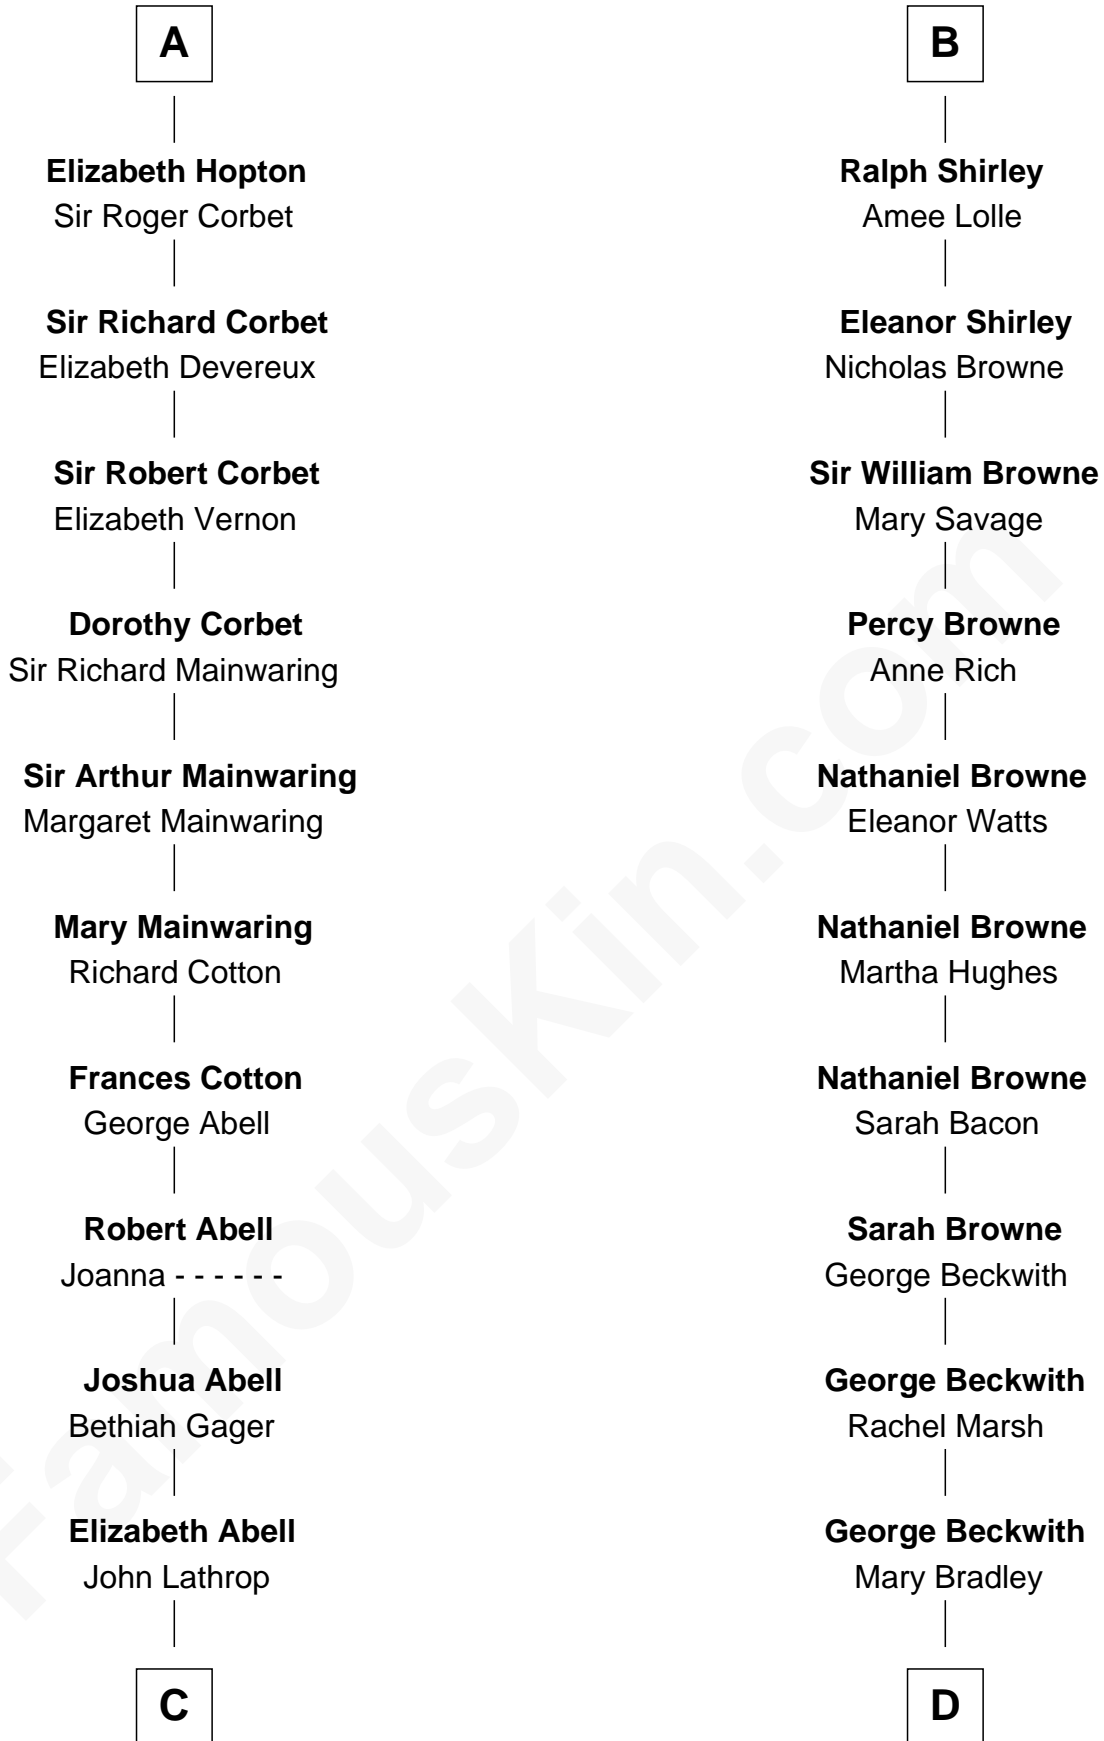 A
Elizabeth Hopton
Sir Roger Corbet
Sir Richard Corbet
Elizabeth Devereux
Sir Robert Corbet
Elizabeth Vernon
Dorothy Corbet
Sir Richard Mainwaring
Sir Arthur Mainwaring
Margaret Mainwaring
Mary Mainwaring
Richard Cotton
Frances Cotton
George Abell
Robert Abell
Joanna - - - - - -
Joshua Abell
Bethiah Gager
Elizabeth Abell
John Lathrop
C
B
Ralph Shirley
Amee Lolle
Eleanor Shirley
Nicholas Browne
Sir William Browne
Mary Savage
Percy Browne
Anne Rich
Nathaniel Browne
Eleanor Watts
Nathaniel Browne
Martha Hughes
Nathaniel Browne
Sarah Bacon
Sarah Browne
George Beckwith
George Beckwith
Rachel Marsh
George Beckwith
Mary Bradley
D
FamousKin.com